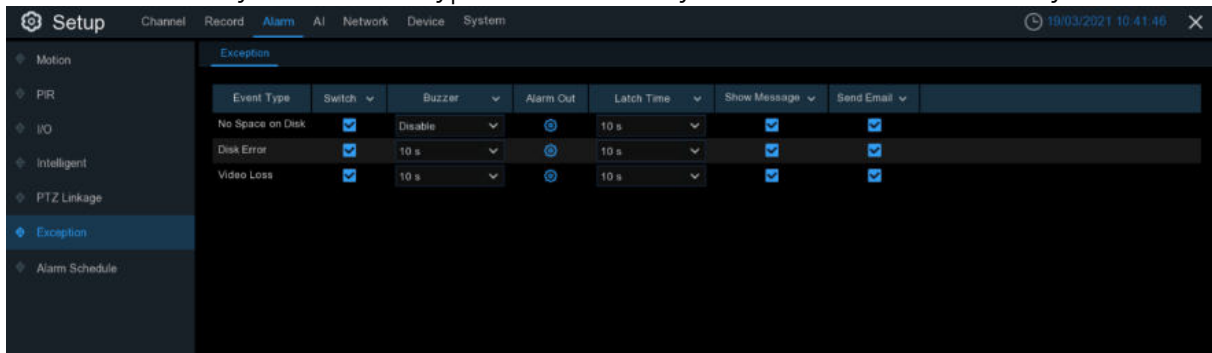 Setup Channel Record Alarm AI Network Device System 19/03/2021 10:41:46
Motion
PIR
I/O
Intelligent
PTZ Linkage
Exception
Alarm Schedule
Exception
Event Type Switch Buzzer Alarm Out Latch Time Show Message Send Email
No Space on Disk Disable 10 s
Disk Error 10 s 10 s
Video Loss 10 s 10 s